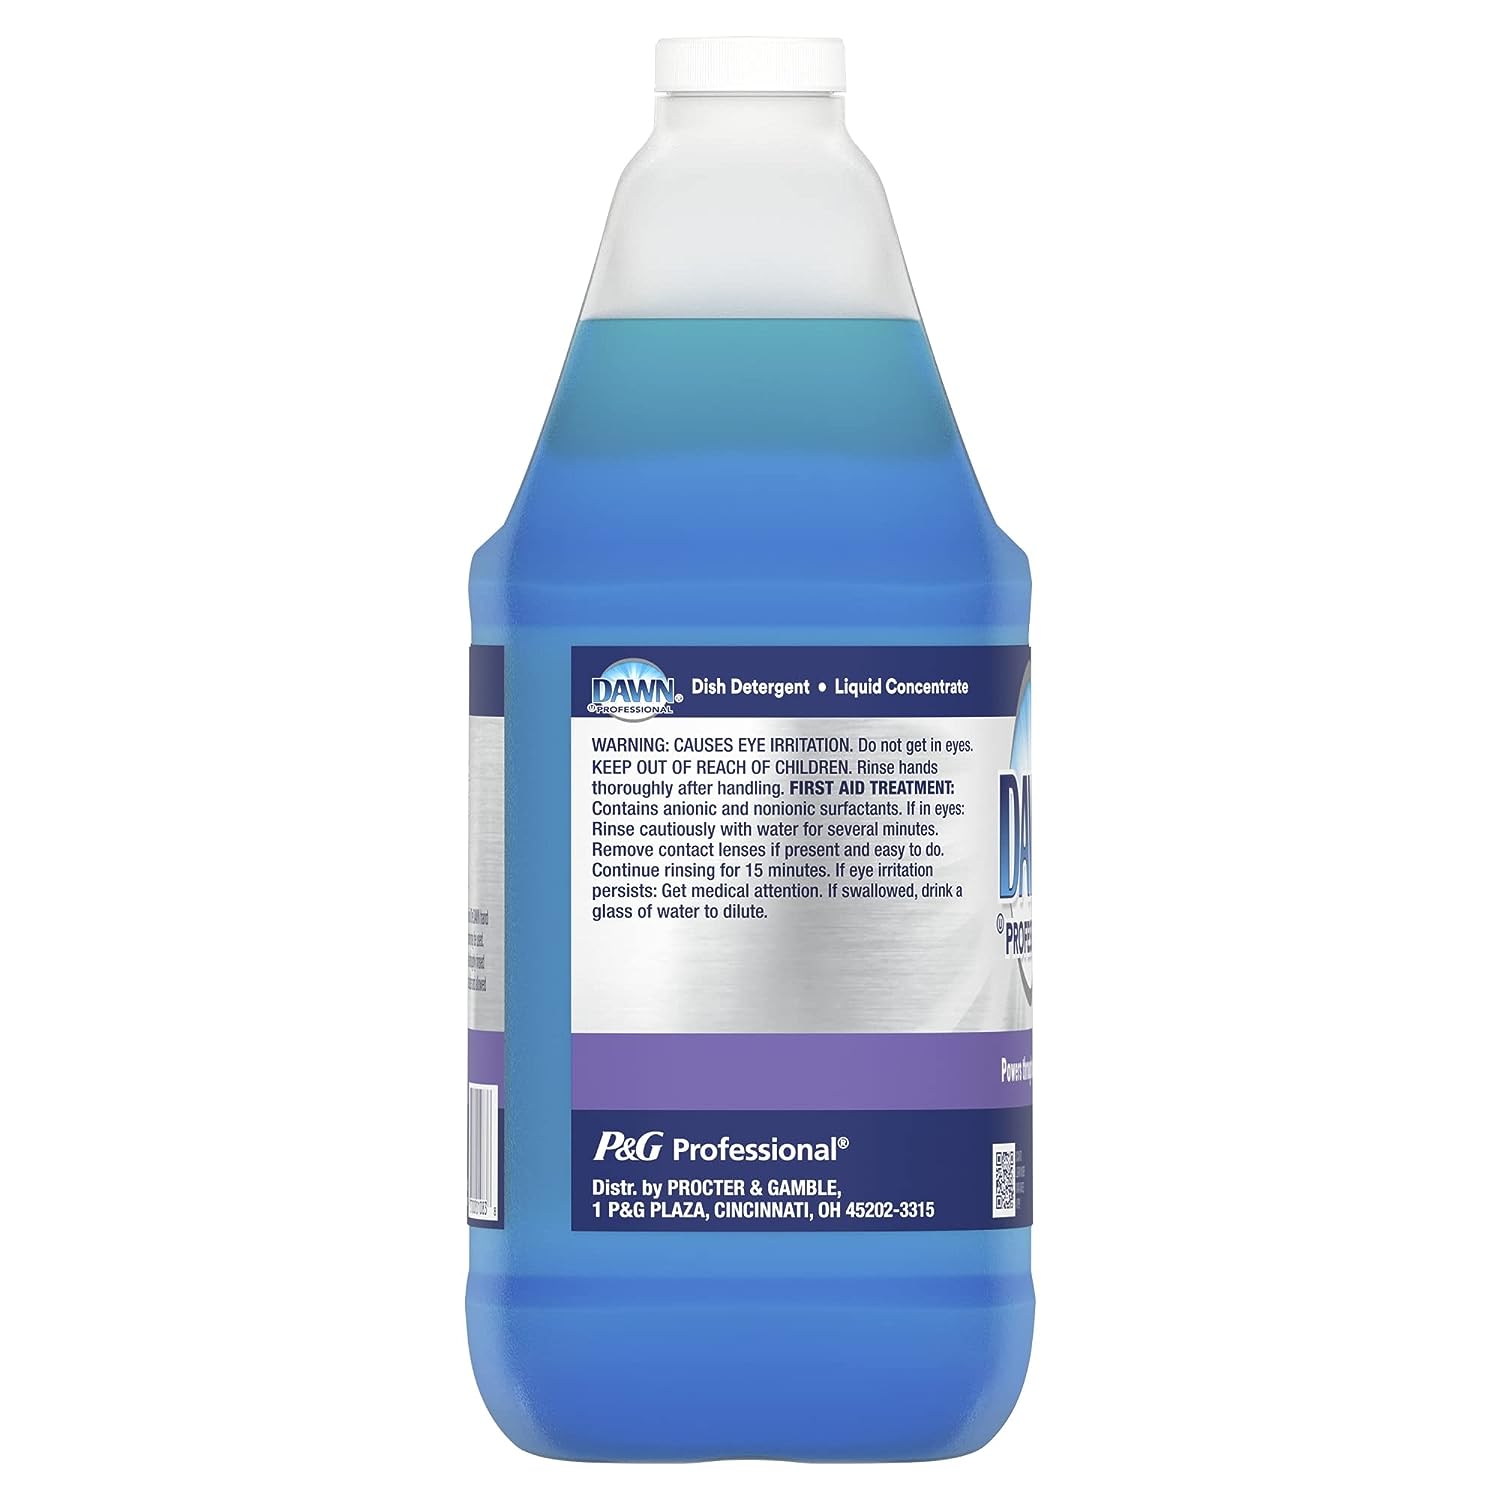 DAWN®
PROFESSIONAL
Dish Detergent • Liquid Concentrate
WARNING: CAUSES EYE IRRITATION. Do not get in eyes.
KEEP OUT OF REACH OF CHILDREN. Rinse hands
thoroughly after handling. FIRST AID TREATMENT:
Contains anionic and nonionic surfactants. If in eyes:
Rinse cautiously with water for several minutes.
Remove contact lenses if present and easy to do.
Continue rinsing for 15 minutes. If eye irritation
persists: Get medical attention. If swallowed, drink a
glass of water to dilute.
P&G Professional®
Distr. by PROCTER & GAMBLE,
1 P&G PLAZA, CINCINNATI, OH 45202-3315
Powers